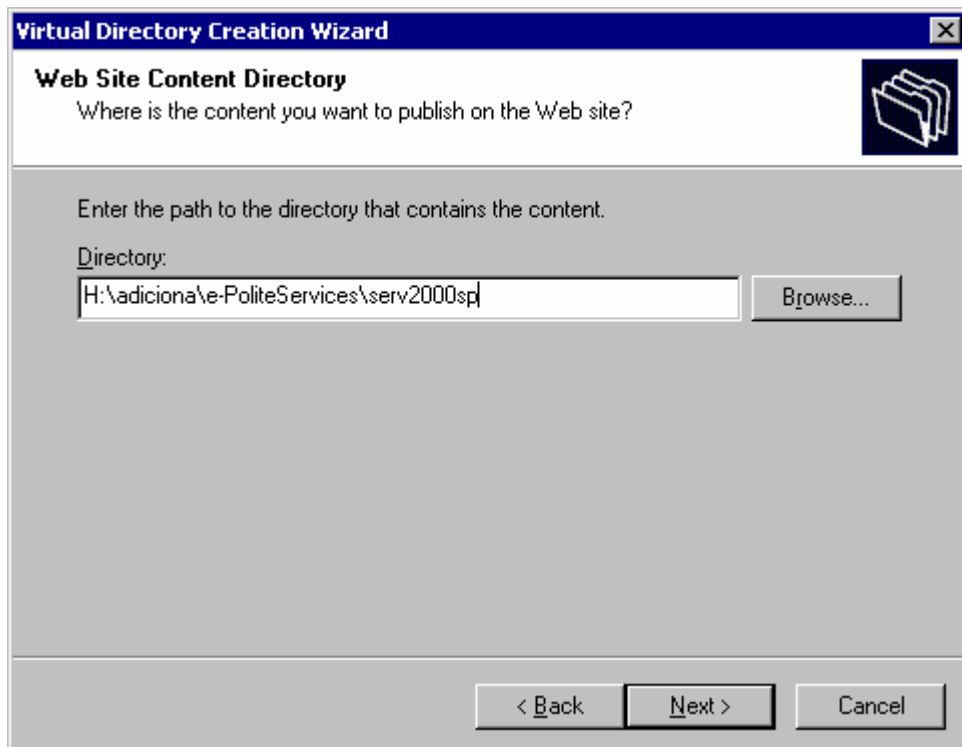 Virtual Directory Creation Wizard
Web Site Content Directory
Where is the content you want to publish on the Web site?
Enter the path to the directory that contains the content.
Directory:
H:\adiciona\e-PoliteServices\serv2000sp
Browse...
< Back
Next >
Cancel